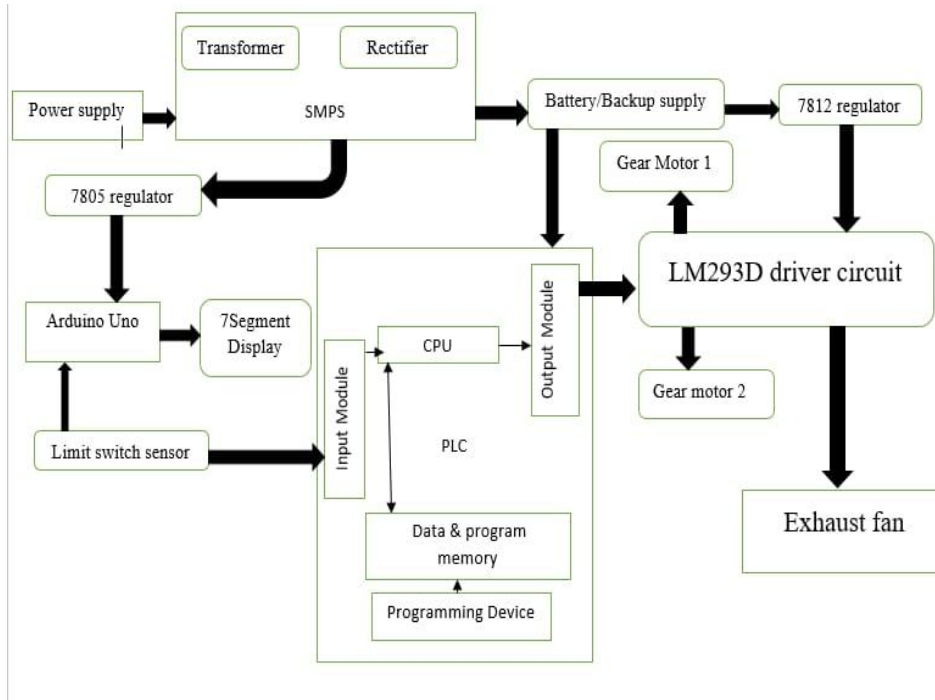 Transformer
Rectifier
Power supply
SMPS
Battery/Backup supply
7812 regulator
7805 regulator
Gear Motor 1
LM293D driver circuit
Arduino Uno
7Segment
Display
Input Module
CPU
Output Module
Gear motor 2
Limit switch sensor
PLC
Data & program
memory
Programming Device
Exhaust fan